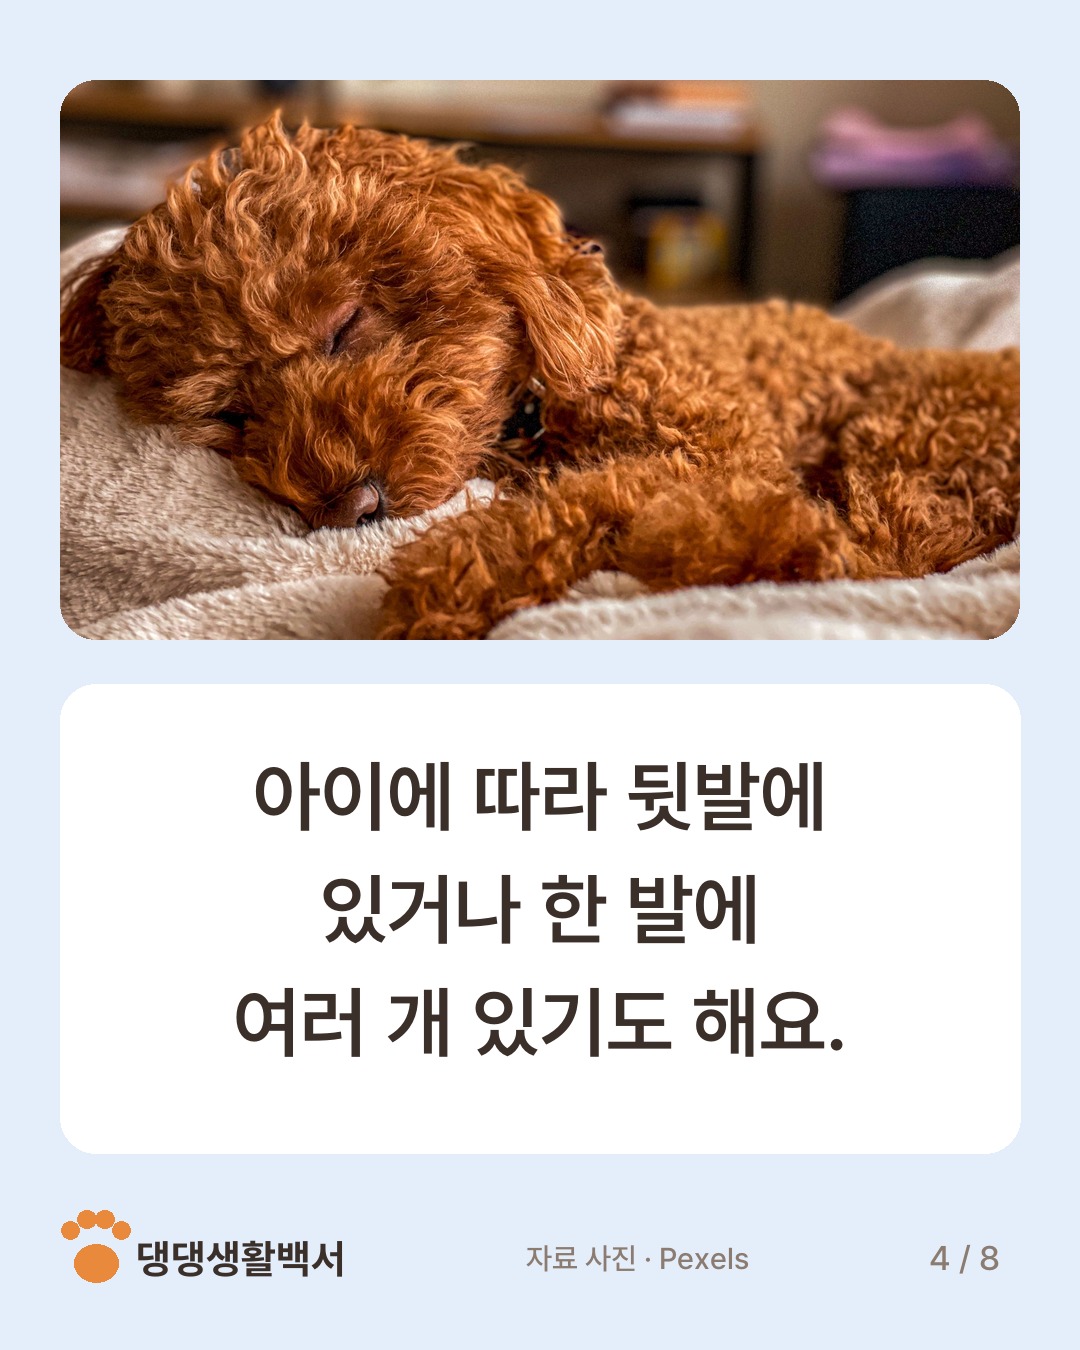 아이에 따라 뒷발에
있거나 한 발에
여러 개 있기도 해요.
댕댕생활백서
자료 사진 · Pexels
4 / 8